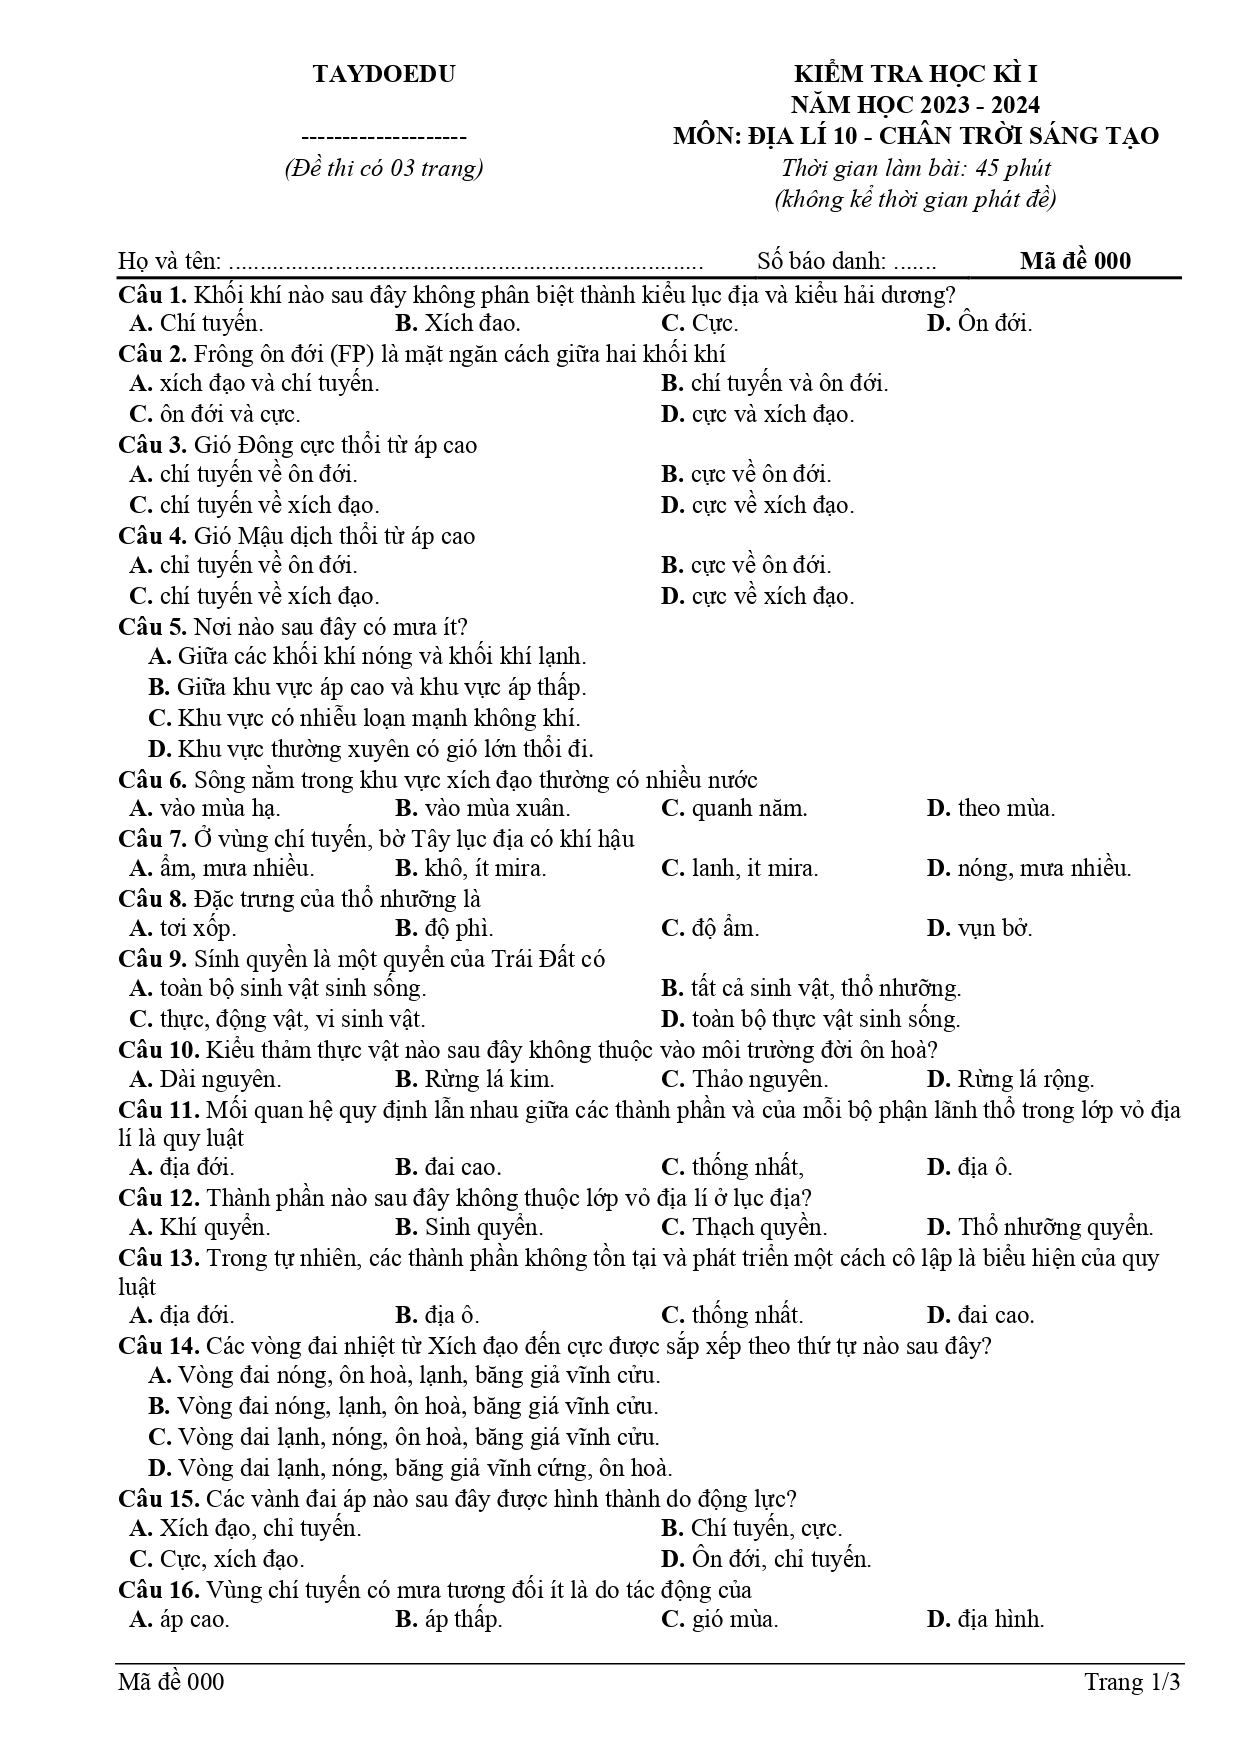 TAYDOEDU
--------------------
(Đề thi có 03 trang)
KIỂM TRA HỌC KÌ I
NĂM HỌC 2023 - 2024
MÔN: ĐỊA LÍ 10 - CHÂN TRỜI SÁNG TẠO
Thời gian làm bài: 45 phút
(không kể thời gian phát đề)
Họ và tên: ............................................................................ Số báo danh: ....... Mã đề 000
Câu 1. Khối khí nào sau đây không phân biệt thành kiểu lục địa và kiểu hải dương?
A. Chí tuyến. B. Xích đao. C. Cực. D. Ôn đới.
Câu 2. Frông ôn đới (FP) là mặt ngăn cách giữa hai khối khí
A. xích đạo và chí tuyến. B. chí tuyến và ôn đới.
C. ôn đới và cực. D. cực và xích đạo.
Câu 3. Gió Đông cực thổi từ áp cao
A. chí tuyến về ôn đới. B. cực về ôn đới.
C. chí tuyến về xích đạo. D. cực về xích đạo.
Câu 4. Gió Mậu dịch thổi từ áp cao
A. chỉ tuyến về ôn đới. B. cực về ôn đới.
C. chí tuyến về xích đạo. D. cực về xích đạo.
Câu 5. Nơi nào sau đây có mưa ít?
A. Giữa các khối khí nóng và khối khí lạnh.
B. Giữa khu vực áp cao và khu vực áp thấp.
C. Khu vực có nhiễu loạn mạnh không khí.
D. Khu vực thường xuyên có gió lớn thổi đi.
Câu 6. Sông nằm trong khu vực xích đạo thường có nhiều nước
A. vào mùa hạ. B. vào mùa xuân. C. quanh năm. D. theo mùa.
Câu 7. Ở vùng chí tuyến, bờ Tây lục địa có khí hậu
A. ẩm, mưa nhiều. B. khô, ít mira. C. lanh, it mira. D. nóng, mưa nhiều.
Câu 8. Đặc trưng của thổ nhưỡng là
A. tơi xốp. B. độ phì. C. độ ẩm. D. vụn bở.
Câu 9. Sính quyền là một quyển của Trái Đất có
A. toàn bộ sinh vật sinh sống. B. tất cả sinh vật, thổ nhưỡng.
C. thực, động vật, vi sinh vật. D. toàn bộ thực vật sinh sống.
Câu 10. Kiểu thảm thực vật nào sau đây không thuộc vào môi trường đời ôn hoà?
A. Dài nguyên. B. Rừng lá kim. C. Thảo nguyên. D. Rừng lá rộng.
Câu 11. Mối quan hệ quy định lẫn nhau giữa các thành phần và của mỗi bộ phận lãnh thổ trong lớp vỏ địa
lí là quy luật
A. địa đới. B. đai cao. C. thống nhất, D. địa ô.
Câu 12. Thành phần nào sau đây không thuộc lớp vỏ địa lí ở lục địa?
A. Khí quyển. B. Sinh quyển. C. Thạch quyền. D. Thổ nhưỡng quyển.
Câu 13. Trong tự nhiên, các thành phần không tồn tại và phát triển một cách cô lập là biểu hiện của quy
luật
A. địa đới. B. địa ô. C. thống nhất. D. đai cao.
Câu 14. Các vòng đai nhiệt từ Xích đạo đến cực được sắp xếp theo thứ tự nào sau đây?
A. Vòng đai nóng, ôn hoà, lạnh, băng giả vĩnh cửu.
B. Vòng đai nóng, lạnh, ôn hoà, băng giá vĩnh cửu.
C. Vòng dai lạnh, nóng, ôn hoà, băng giá vĩnh cửu.
D. Vòng dai lạnh, nóng, băng giả vĩnh cứng, ôn hoà.
Câu 15. Các vành đai áp nào sau đây được hình thành do động lực?
A. Xích đạo, chỉ tuyến. B. Chí tuyến, cực.
C. Cực, xích đạo. D. Ôn đới, chỉ tuyến.
Câu 16. Vùng chí tuyến có mưa tương đối ít là do tác động của
A. áp cao. B. áp thấp. C. gió mùa. D. địa hình.
Mã đề 000 Trang 1/3